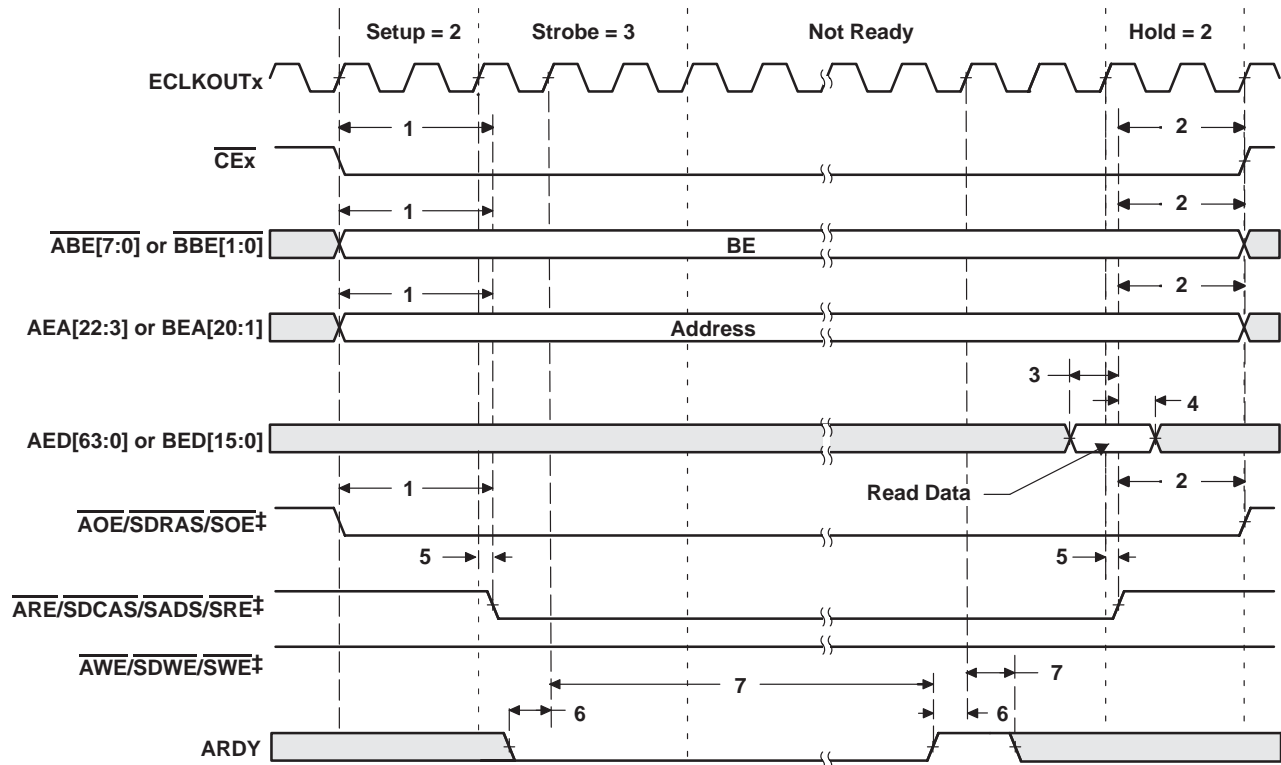 Setup = 2 Strobe = 3 Not Ready Hold = 2
ECLKOUTx
1 2
CEx
1 2
ABE[7:0] or BBE[1:0] BE
1 2
AEA[22:3] or BEA[20:1] Address
3
4
AED[63:0] or BED[15:0]
1 Read Data 2
AOE/SDRAS/SOE‡
5 5
ARE/SDCAS/SADS/SRE‡
AWE/SDWE/SWE‡
7 7
6 6
ARDY